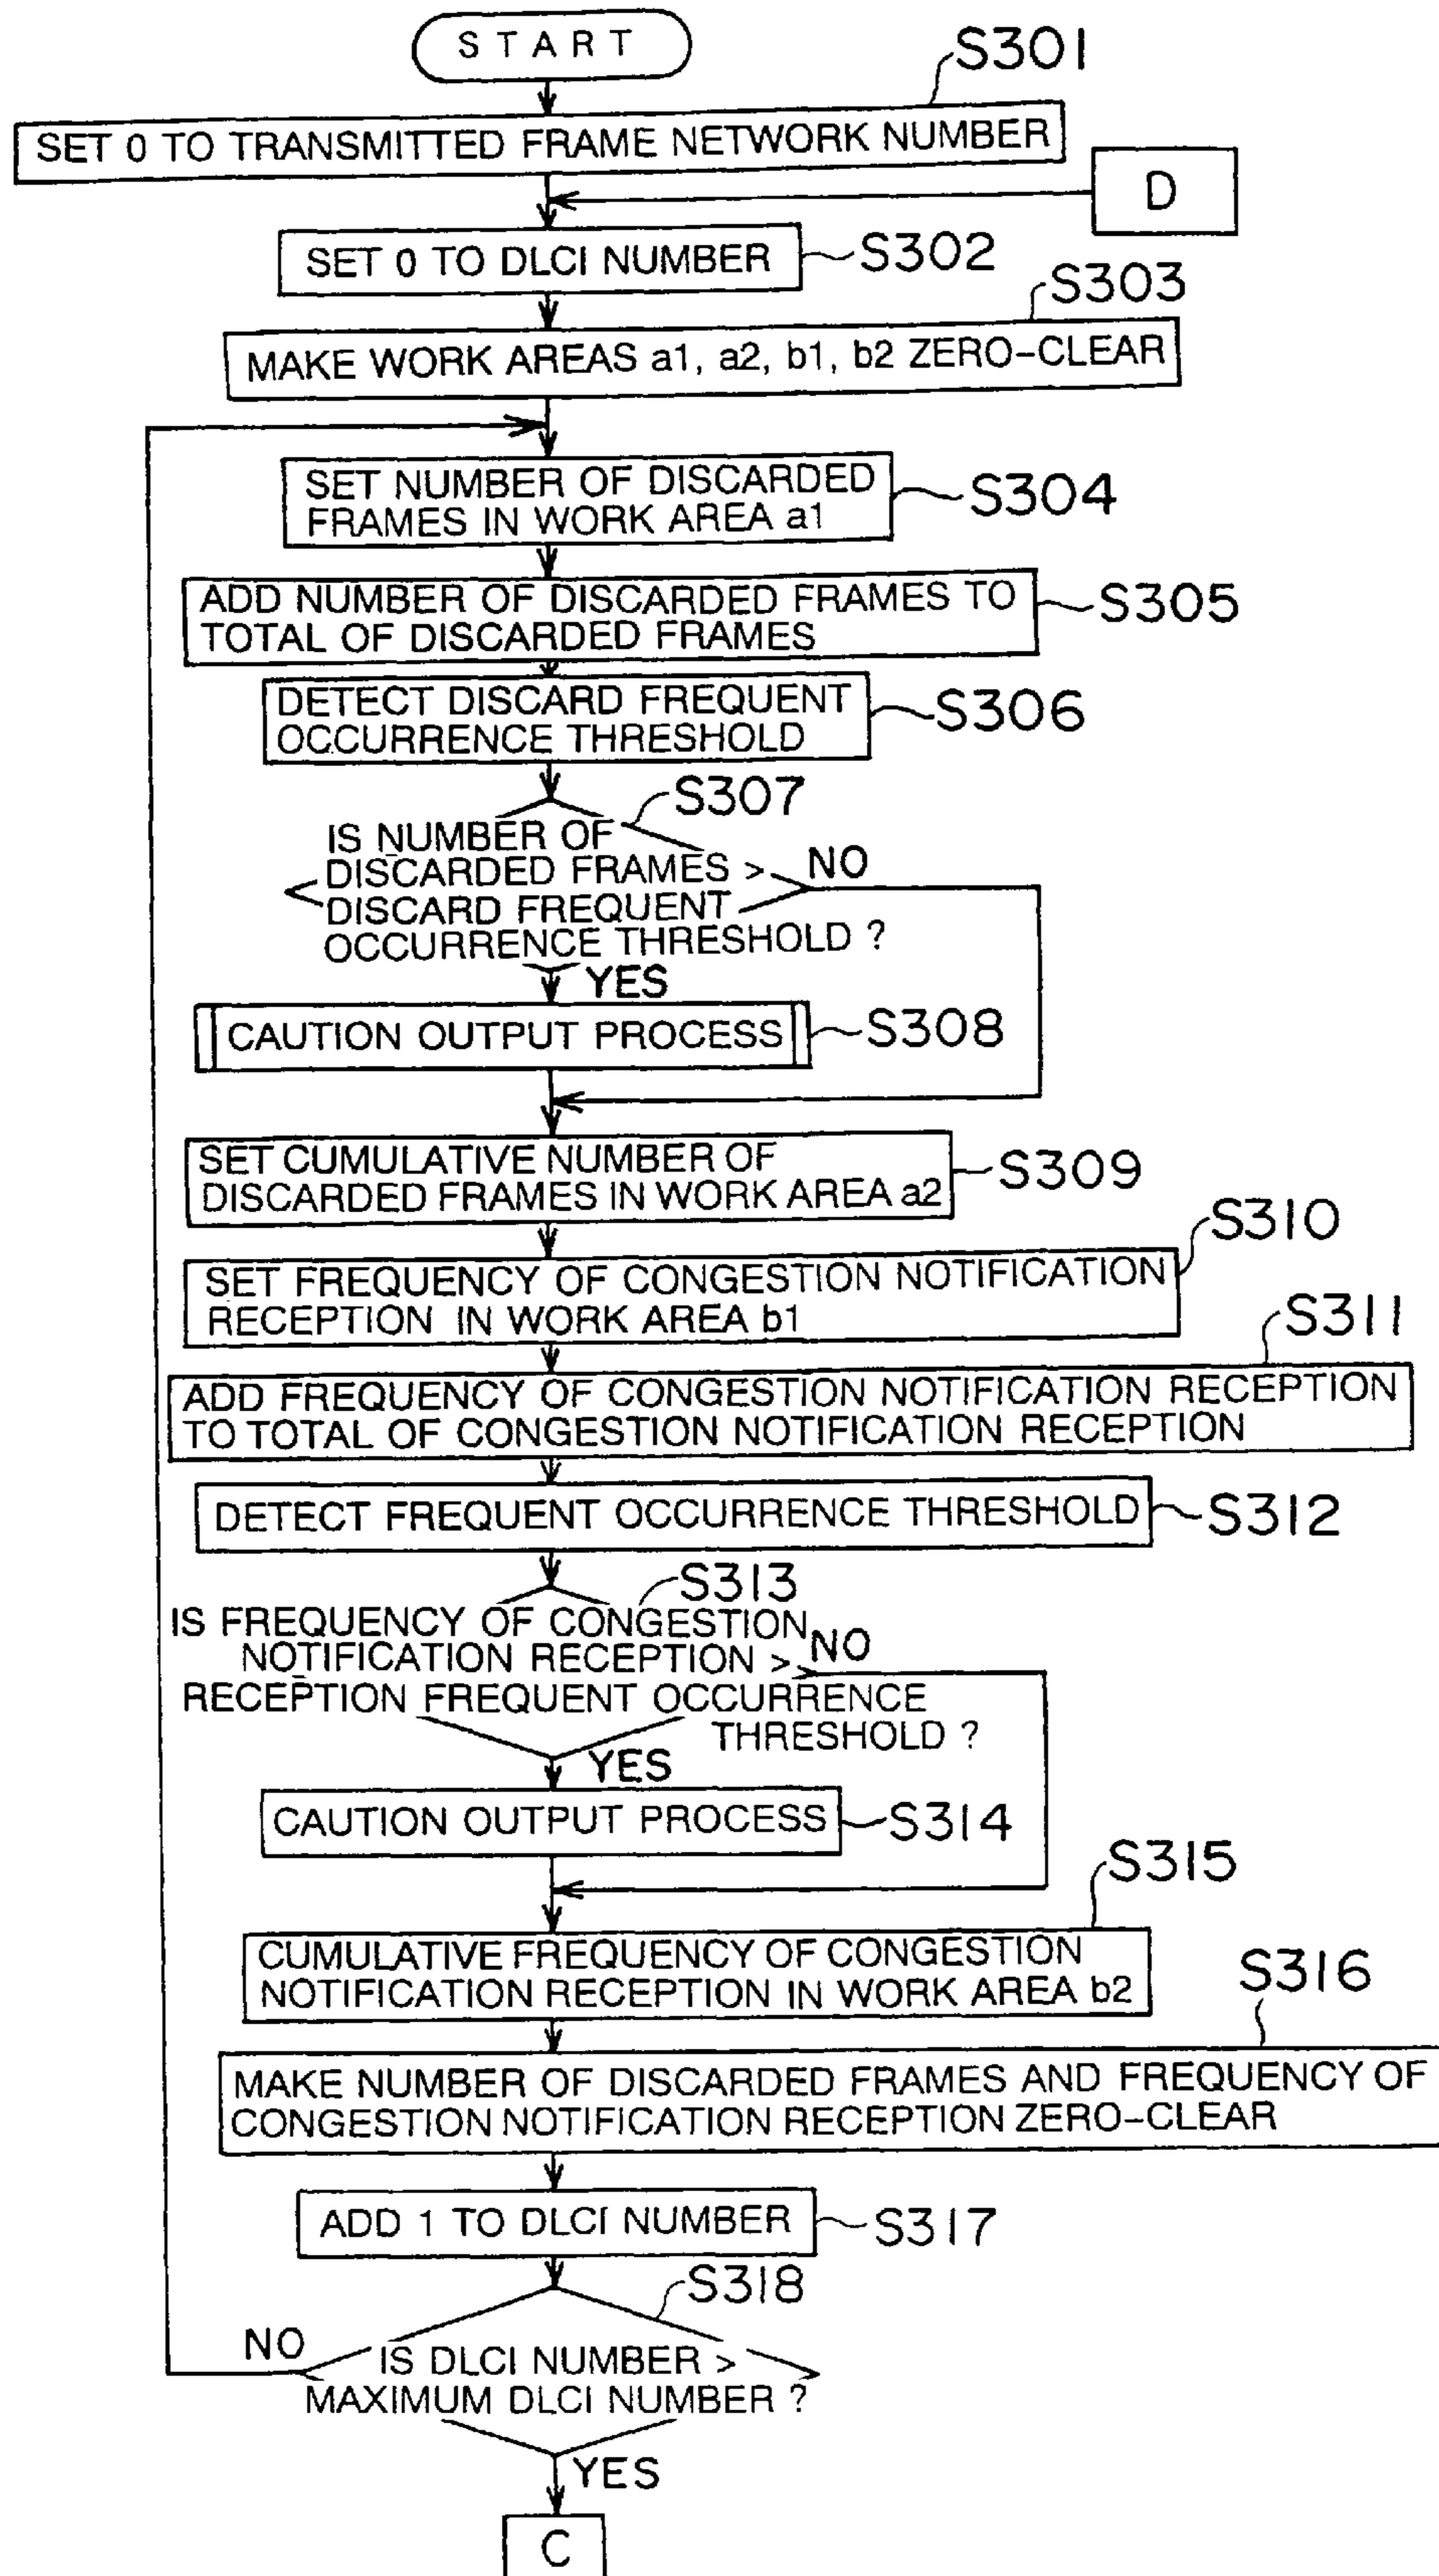 START
S301
SET 0 TO TRANSMITTED FRAME NETWORK NUMBER
D
SET 0 TO DLCI NUMBER
S302
S303
MAKE WORK AREAS a1, a2, b1, b2 ZERO-CLEAR
SET NUMBER OF DISCARDED
FRAMES IN WORK AREA a1
S304
ADD NUMBER OF DISCARDED FRAMES TO
TOTAL OF DISCARDED FRAMES
S305
DETECT DISCARD FREQUENT
OCCURRENCE THRESHOLD
S306
S307
IS NUMBER OF
DISCARDED FRAMES >
DISCARD FREQUENT
OCCURRENCE THRESHOLD ?
NO
YES
CAUTION OUTPUT PROCESS
S308
SET CUMULATIVE NUMBER OF
DISCARDED FRAMES IN WORK AREA a2
S309
S310
SET FREQUENCY OF CONGESTION NOTIFICATION
RECEPTION IN WORK AREA b1
S311
ADD FREQUENCY OF CONGESTION NOTIFICATION RECEPTION
TO TOTAL OF CONGESTION NOTIFICATION RECEPTION
DETECT FREQUENT OCCURRENCE THRESHOLD
S312
S313
IS FREQUENCY OF CONGESTION
NOTIFICATION RECEPTION >
RECEPTION FREQUENT OCCURRENCE
THRESHOLD ?
NO
YES
CAUTION OUTPUT PROCESS
S314
S315
CUMULATIVE FREQUENCY OF CONGESTION
NOTIFICATION RECEPTION IN WORK AREA b2
S316
MAKE NUMBER OF DISCARDED FRAMES AND FREQUENCY OF
CONGESTION NOTIFICATION RECEPTION ZERO-CLEAR
ADD 1 TO DLCI NUMBER
S317
S318
NO
IS DLCI NUMBER >
MAXIMUM DLCI NUMBER ?
YES
C